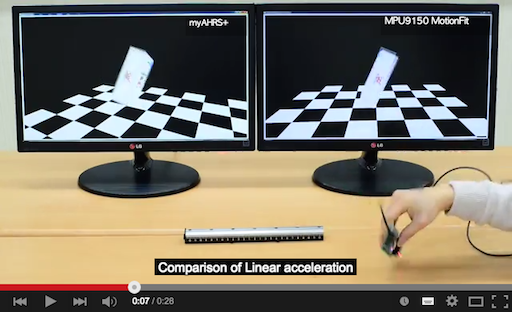 myAHRS+
MPU9150 MotionFit
LG
LG
Comparison of Linear acceleration
0:07 / 0:28